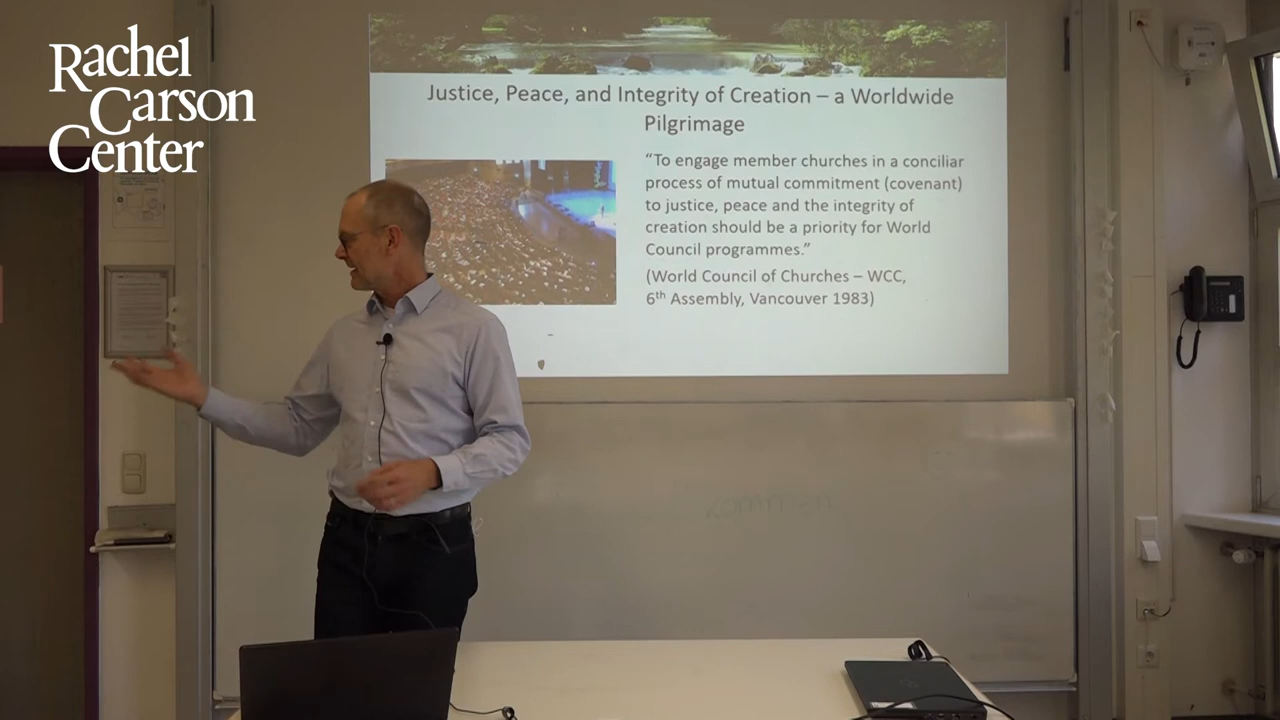 Rachel
Carson
Center
Justice, Peace, and Integrity of Creation – a Worldwide
Pilgrimage
“To engage member churches in a conciliar
process of mutual commitment (covenant)
to justice, peace and the integrity of
creation should be a priority for World
Council programmes.”
(World Council of Churches – WCC,
6th Assembly, Vancouver 1983)